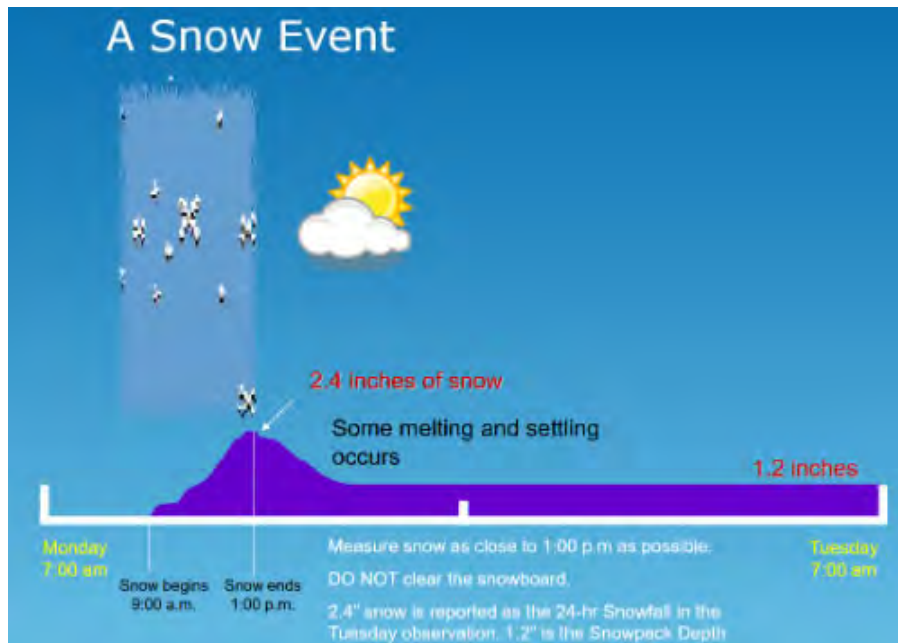 A Snow Event
2.4 inches of snow
Some melting and settling
occurs
1.2 inches
Monday
7:00 am
Snow begins
9:00 a.m.
Snow ends
1:00 p.m.
Measure snow as close to 1:00 p.m as possible.
DO NOT clear the snowboard.
2.4" snow is reported as the 24-hr Snowfall in the
Tuesday observation. 1.2" is the Snowpack Depth
Tuesday
7:00 am